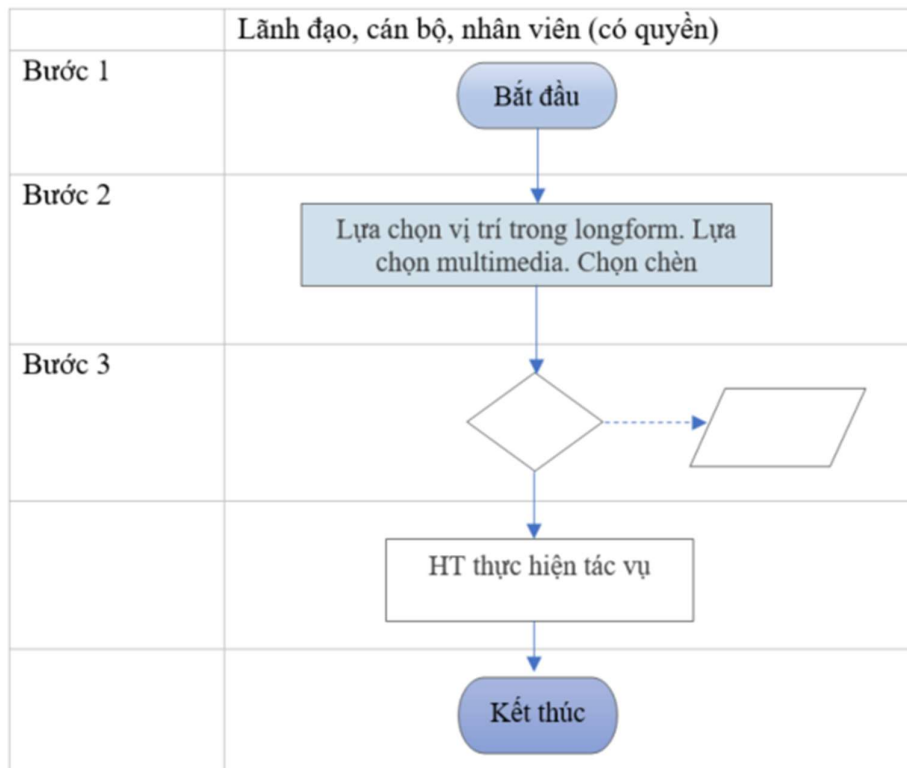 Lãnh đạo, cán bộ, nhân viên (có quyền)
Bước 1
Bắt đầu
Bước 2
Lựa chọn vị trí trong longform. Lựa
chọn multimedia. Chọn chèn
Bước 3
HT thực hiện tác vụ
Kết thúc